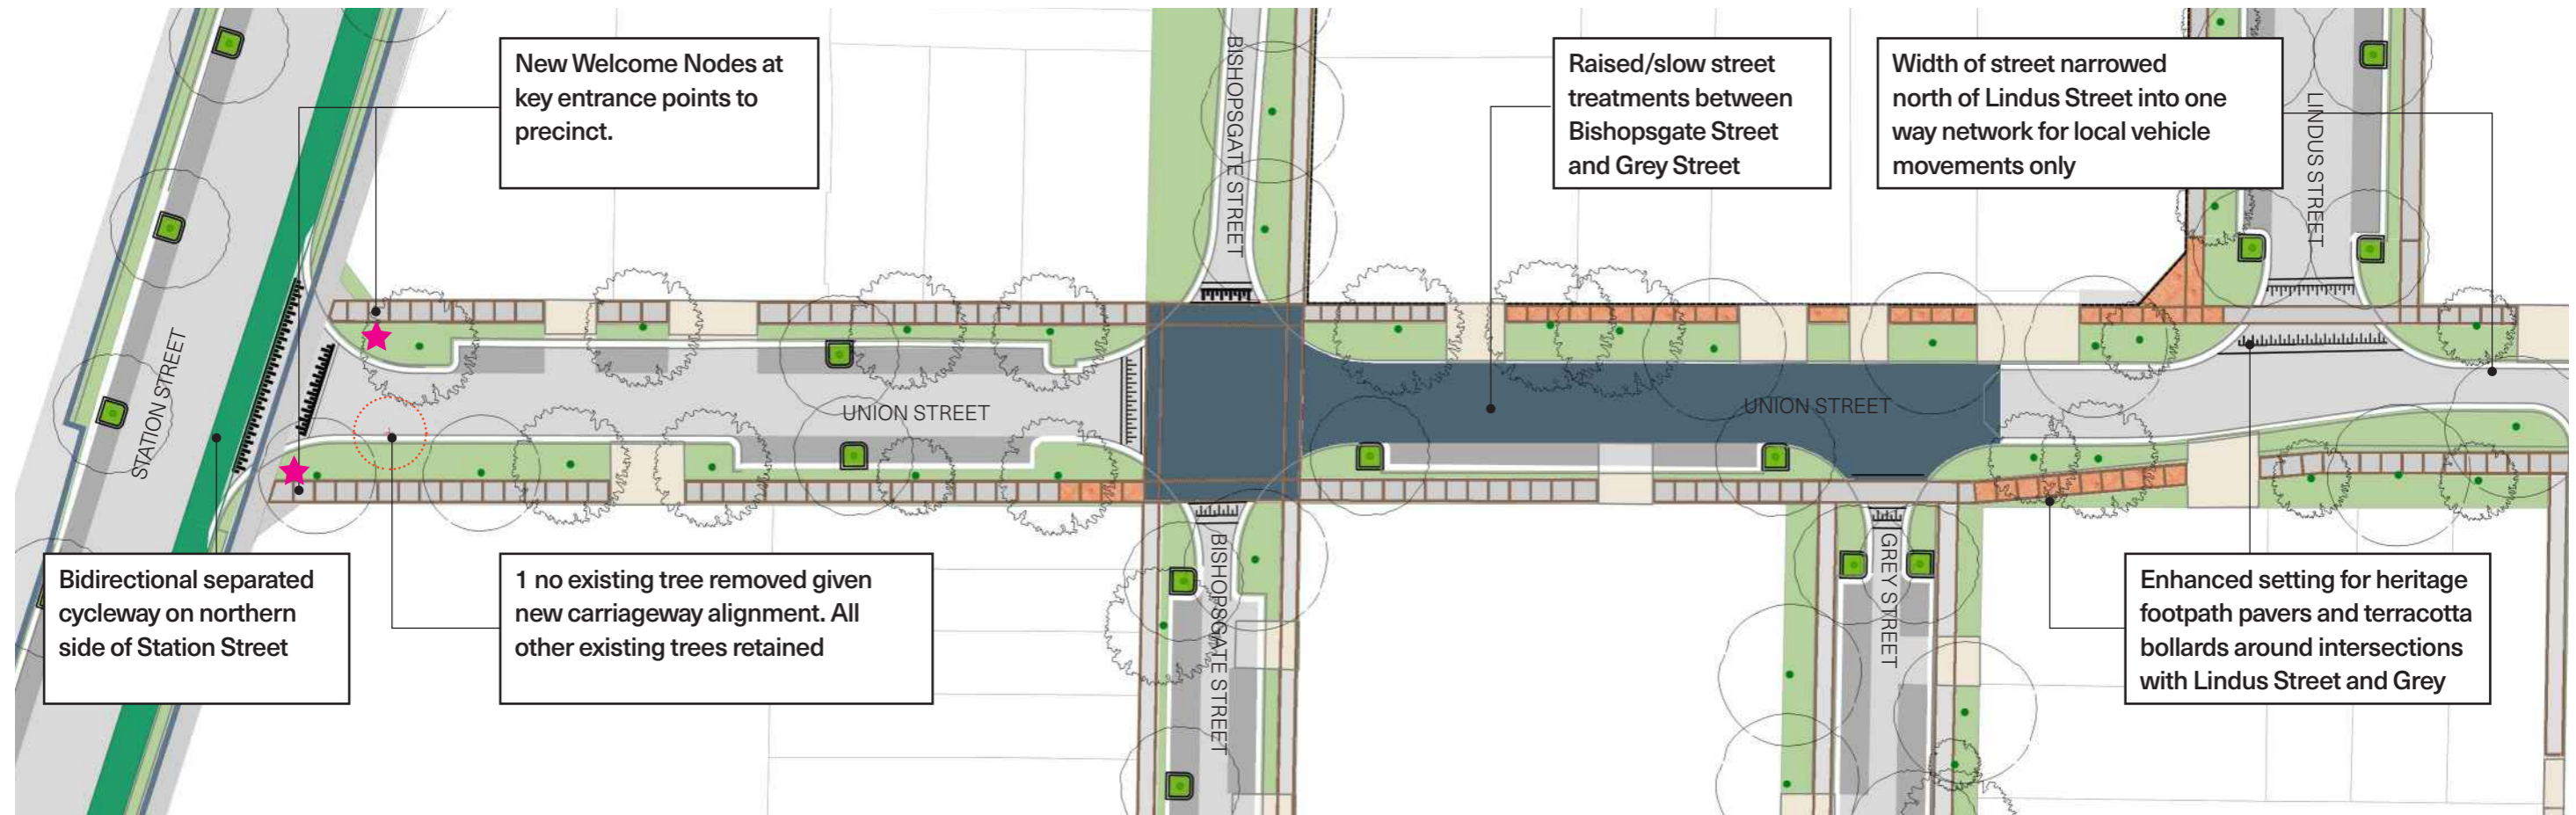 New Welcome Nodes at
key entrance points to
precinct.
Raised/slow street
treatments between
Bishopsgate Street
and Grey Street
Width of street narrowed
north of Lindus Street into one
way network for local vehicle
movements only
BISHOPSGATE STREET
LINDUS STREET
STATION STREET
UNION STREET
UNION STREET
BISHOPSGATE STREET
GREY STREET
Bidirectional separated
cycleway on northern
side of Station Street
1 no existing tree removed given
new carriageway alignment. All
other existing trees retained
Enhanced setting for heritage
footpath pavers and terracotta
bollards around intersections
with Lindus Street and Grey